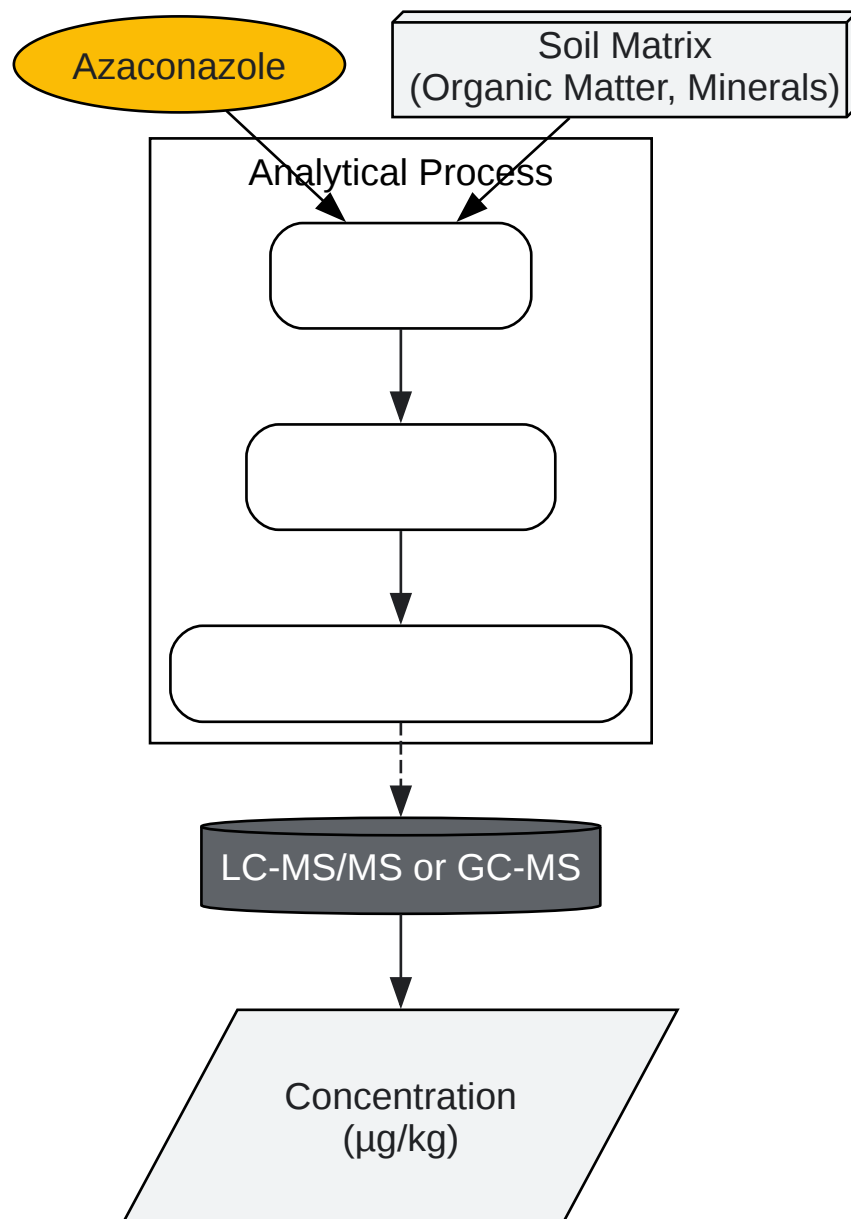 Azaconazole
Soil Matrix
(Organic Matter, Minerals)
Analytical Process
LC-MS/MS or GC-MS
Concentration
(µg/kg)